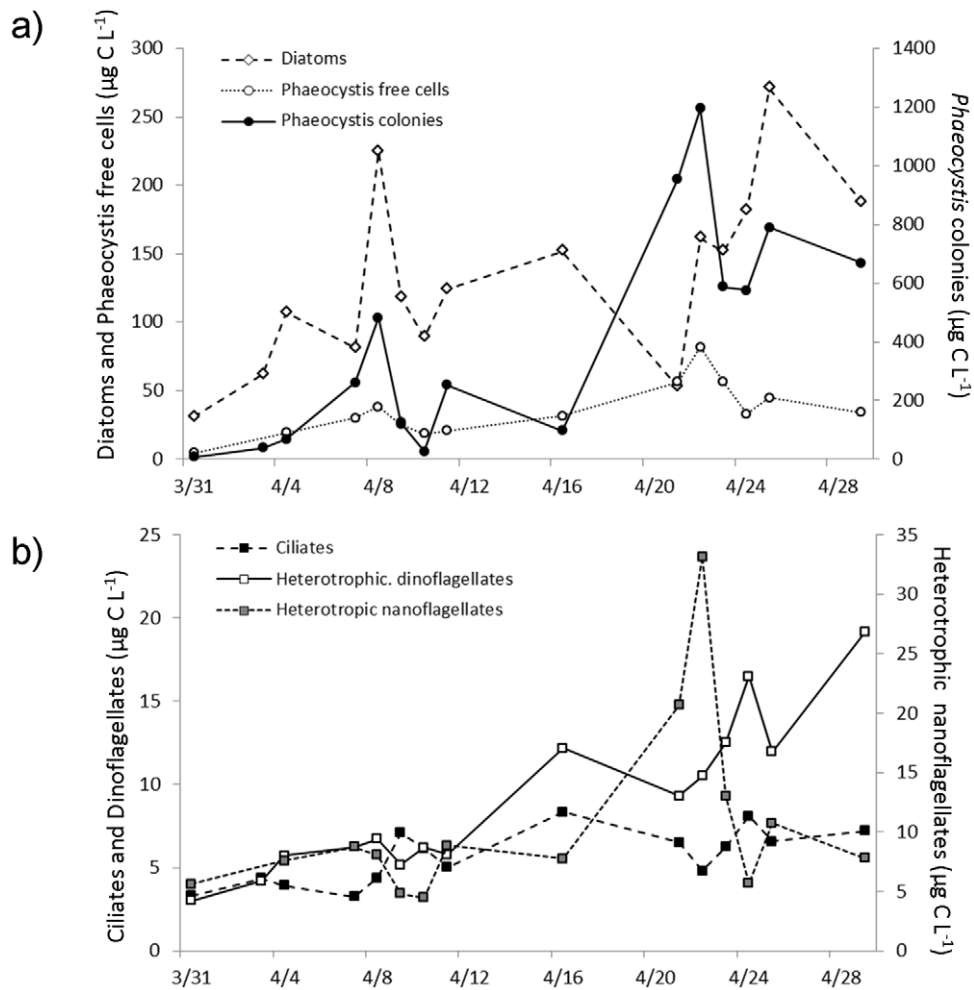 a)
Diatoms and Phaeocystis free cells (µg C L-1)
300
250
200
150
100
50
0
Diatoms
Phaeocystis free cells
Phaeocystis colonies
1400
1200
1000
800
600
400
200
0
Phaeocystis colonies
(µg C L-1)
3/31 4/4 4/8 4/12 4/16 4/20 4/24 4/28
b)
Ciliates and Dinoflagellates (µg C L-1)
25
20
15
10
5
0
Ciliates
Heterotrophic. dinoflagellates
Heterotropic nanoflagellates
35
30
25
20
15
10
5
0
Heterotrophic
nanoflagellates (µg C L-1)
3/31 4/4 4/8 4/12 4/16 4/20 4/24 4/28